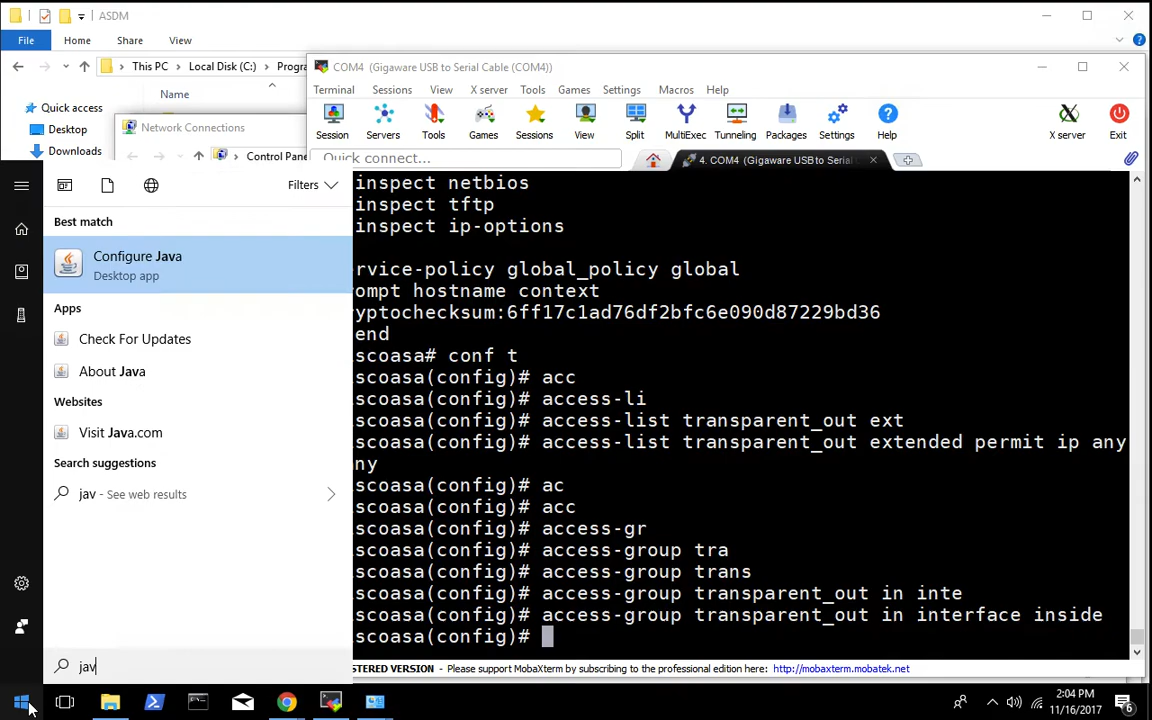 ASDM
File Home Share View
This PC > Local Disk (C:) > Progra
Name
Quick access
Desktop
Downloads
Network Connections
Control Pane
COM4 (Gigaware USB to Serial Cable (COM4))
Terminal Sessions View X server Tools Games Settings Macros Help
Session Servers Tools Games Sessions View Split MultiExec Tunneling Packages Settings Help X server Exit
Quick connect...
4. COM4 (Gigaware USB to Serial
Filters
Best match
Configure Java
Desktop app
Apps
Check For Updates
About Java
Websites
Visit Java.com
Search suggestions
jav - See web results
jav
inspect netbios
inspect tftp
inspect ip-options
rvice-policy global_policy global
ompt hostname context
yptochecksum:6ff17c1ad76df2bfc6e090d87229bd36
end
scoasa# conf t
scoasa(config)# acc
scoasa(config)# access-li
scoasa(config)# access-list transparent_out ext
scoasa(config)# access-list transparent_out extended permit ip any
ny
scoasa(config)# ac
scoasa(config)# acc
scoasa(config)# access-gr
scoasa(config)# access-group tra
scoasa(config)# access-group trans
scoasa(config)# access-group transparent_out in inte
scoasa(config)# access-group transparent_out in interface inside
scoasa(config)#
STERED VERSION - Please support MobaXterm by subscribing to the professional edition here: http://mobaxterm.mobatek.net
2:04 PM
11/16/2017
6